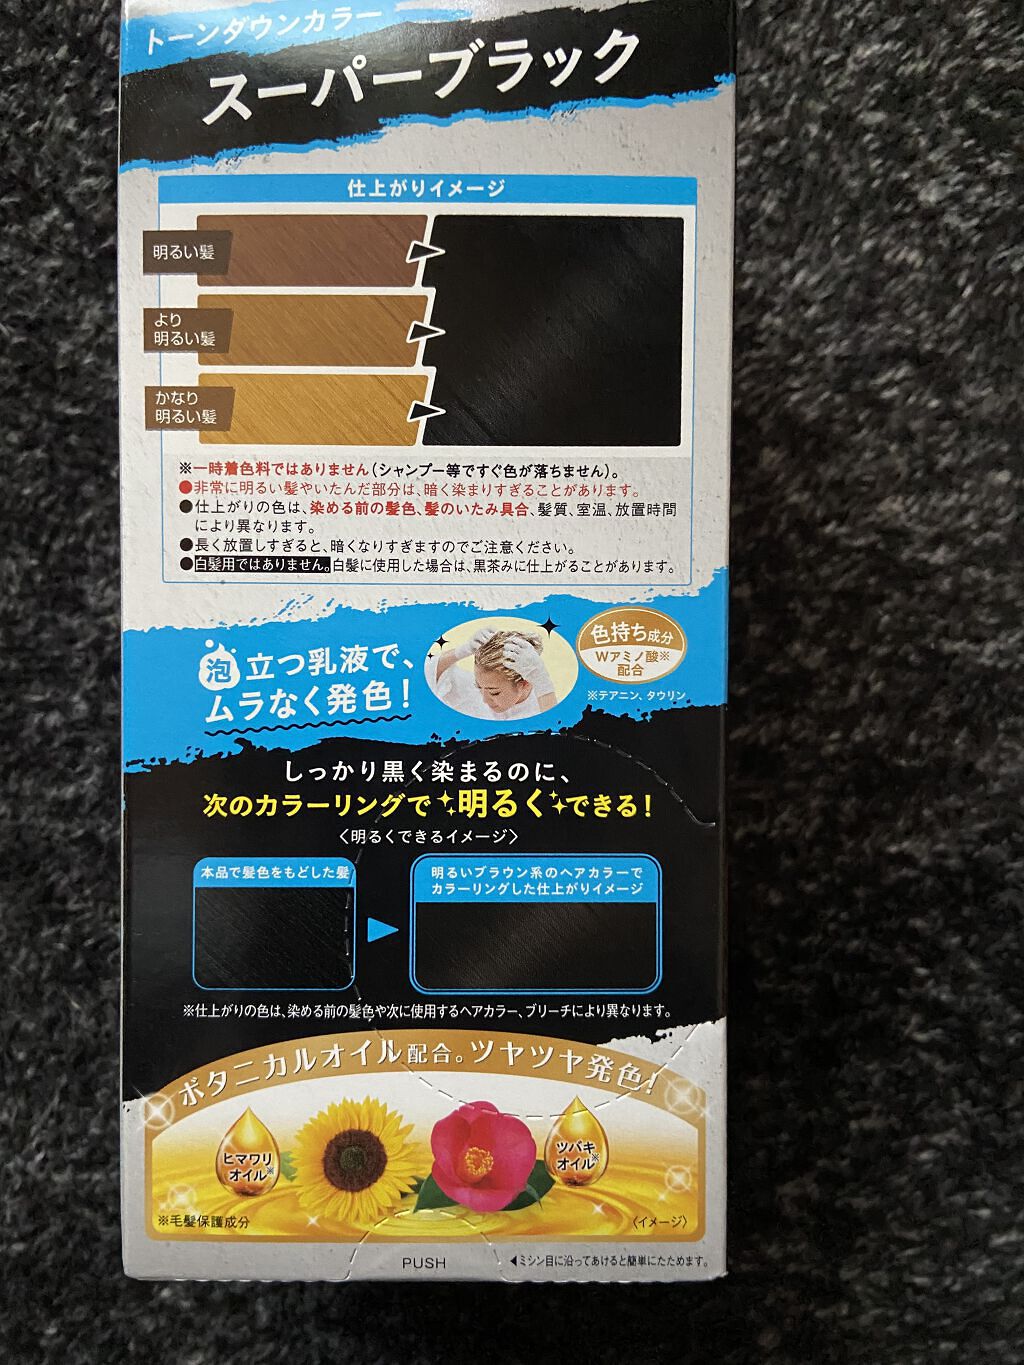 トーンダウンカラー
スーパーブラック
仕上がりイメージ
明るい髪
より
明るい髪
かなり
明るい髪
※一時着色料ではありません(シャンプー等ですぐ色が落ちません)。
●非常に明るい髪やいたんだ部分は、暗く染まりすぎることがあります。
●仕上がりの色は、染める前の髪色、髪のいたみ具合、髪質、室温、放置時間
により異なります。
●長く放置しすぎると、暗くなりすぎますのでご注意ください。
●白髪用ではありません。白髪に使用した場合は、黒茶みに仕上がることがあります。
泡立つ乳液で、
ムラなく発色!
色持ち成分
Wアミノ酸※
配合
※テアニン、タウリン
しっかり黒く染まるのに、
次のカラーリングで明るくできる!
〈明るくできるイメージ〉
本品で髪色をもどした髪
明るいブラウン系のヘアカラーで
カラーリングした仕上がりイメージ
※仕上がりの色は、染める前の髪色や次に使用するヘアカラー、ブリーチにより異なります。
ボタニカルオイル配合。ツヤツヤ発色!
ヒマワリ
オイル※
ツバキ
オイル※
※毛髪保護成分
〈イメージ〉
PUSH
◀ミシン目に沿ってあけると簡単にたためます。